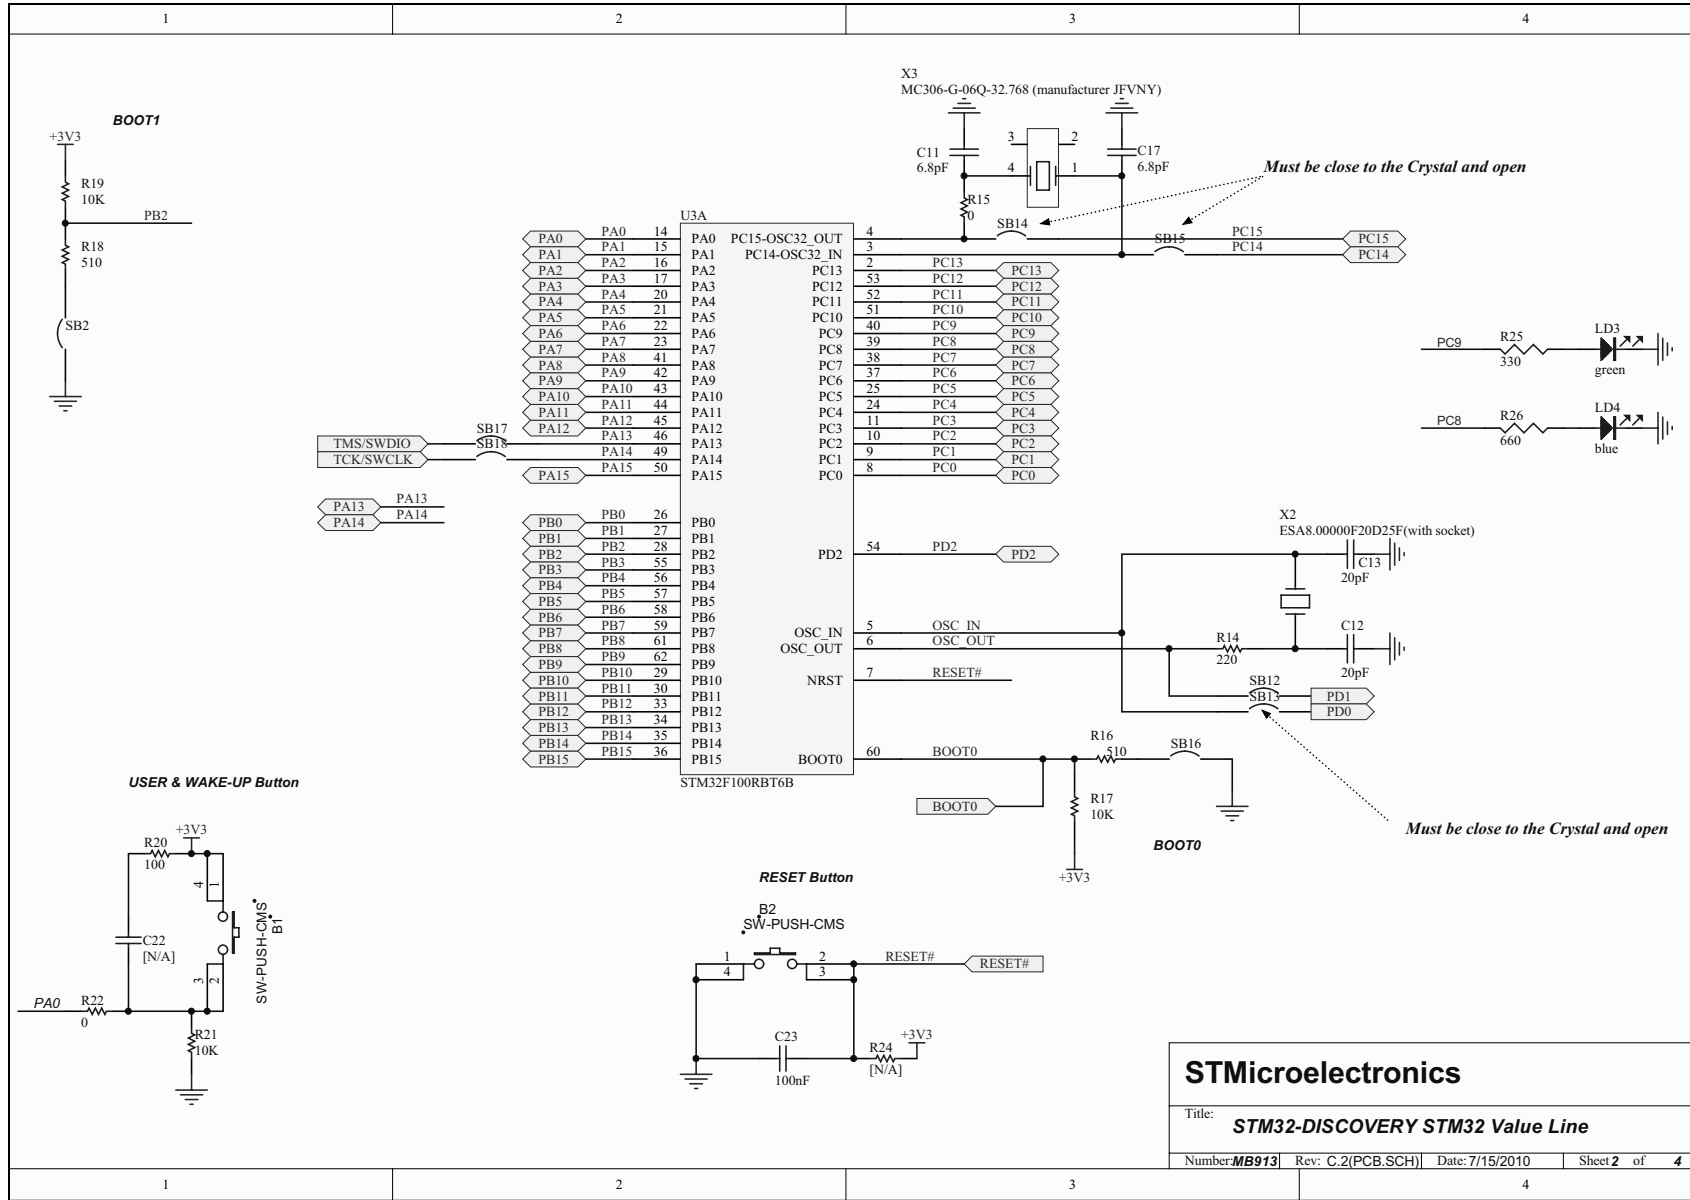 1 2 3 4
X3
MC306-G-06Q-32.768 (manufacturer JFVNY)
BOOT1
+3V3
R19
10K
PB2
R18
510
SB2
C11
6.8pF
3 2
4 1
C17
6.8pF
R15
0
Must be close to the Crystal and open
SB14
SB15
U3A
PA0 PA0 14 PA0 PC15-OSC32_OUT 4 PC15 PC15
PA1 PA1 15 PA1 PC14-OSC32_IN 3 PC14 PC14
PA2 PA2 16 PA2 PC13 2 PC13 PC13
PA3 PA3 17 PA3 PC12 53 PC12 PC12
PA4 PA4 20 PA4 PC11 52 PC11 PC11
PA5 PA5 21 PA5 PC10 51 PC10 PC10
PA6 PA6 22 PA6 PC9 40 PC9 PC9
PA7 PA7 23 PA7 PC8 39 PC8 PC8
PA8 PA8 41 PA8 PC7 38 PC7 PC7
PA9 PA9 42 PA9 PC6 37 PC6 PC6
PA10 PA10 43 PA10 PC5 25 PC5 PC5
PA11 PA11 44 PA11 PC4 24 PC4 PC4
PA12 PA12 45 PA12 PC3 11 PC3 PC3
TMS/SWDIO SB17 PA13 46 PA13 PC2 10 PC2 PC2
TCK/SWCLK SB18 PA14 49 PA14 PC1 9 PC1 PC1
PA15 PA15 50 PA15 PC0 8 PC0 PC0
PA13 PA13
PA14 PA14
PC9
R25
330
LD3
green
PC8
R26
660
LD4
blue
PB0 PB0 26 PB0
PB1 PB1 27 PB1
PB2 PB2 28 PB2 PD2 54 PD2 PD2
PB3 PB3 55 PB3
PB4 PB4 56 PB4
PB5 PB5 57 PB5
PB6 PB6 58 PB6
PB7 PB7 59 PB7 OSC_IN 5 OSC_IN
PB8 PB8 61 PB8 OSC_OUT 6 OSC_OUT
PB9 PB9 62 PB9
PB10 PB10 29 PB10 NRST 7 RESET#
PB11 PB11 30 PB11
PB12 PB12 33 PB12
PB13 PB13 34 PB13
PB14 PB14 35 PB14
PB15 PB15 36 PB15 BOOT0 60 BOOT0
STM32F100RBT6B
X2
ESA8.00000F20D25F(with socket)
C13
20pF
R14
220
C12
20pF
SB12
PD1
SB13
PD0
R16
510
SB16
BOOT0
R17
10K
+3V3
BOOT0
Must be close to the Crystal and open
USER & WAKE-UP Button
+3V3
R20
100
4 1
C22
[N/A]
SW-PUSH-CMS
B1
3 2
PA0
R22
0
R21
10K
RESET Button
B2
SW-PUSH-CMS
1 2
4 3
RESET# RESET#
C23
100nF
R24
[N/A]
+3V3
STMicroelectronics
Title:
STM32-DISCOVERY STM32 Value Line
Number:MB913 Rev: C.2(PCB.SCH) Date:7/15/2010 Sheet 2 of 4
1 2 3 4